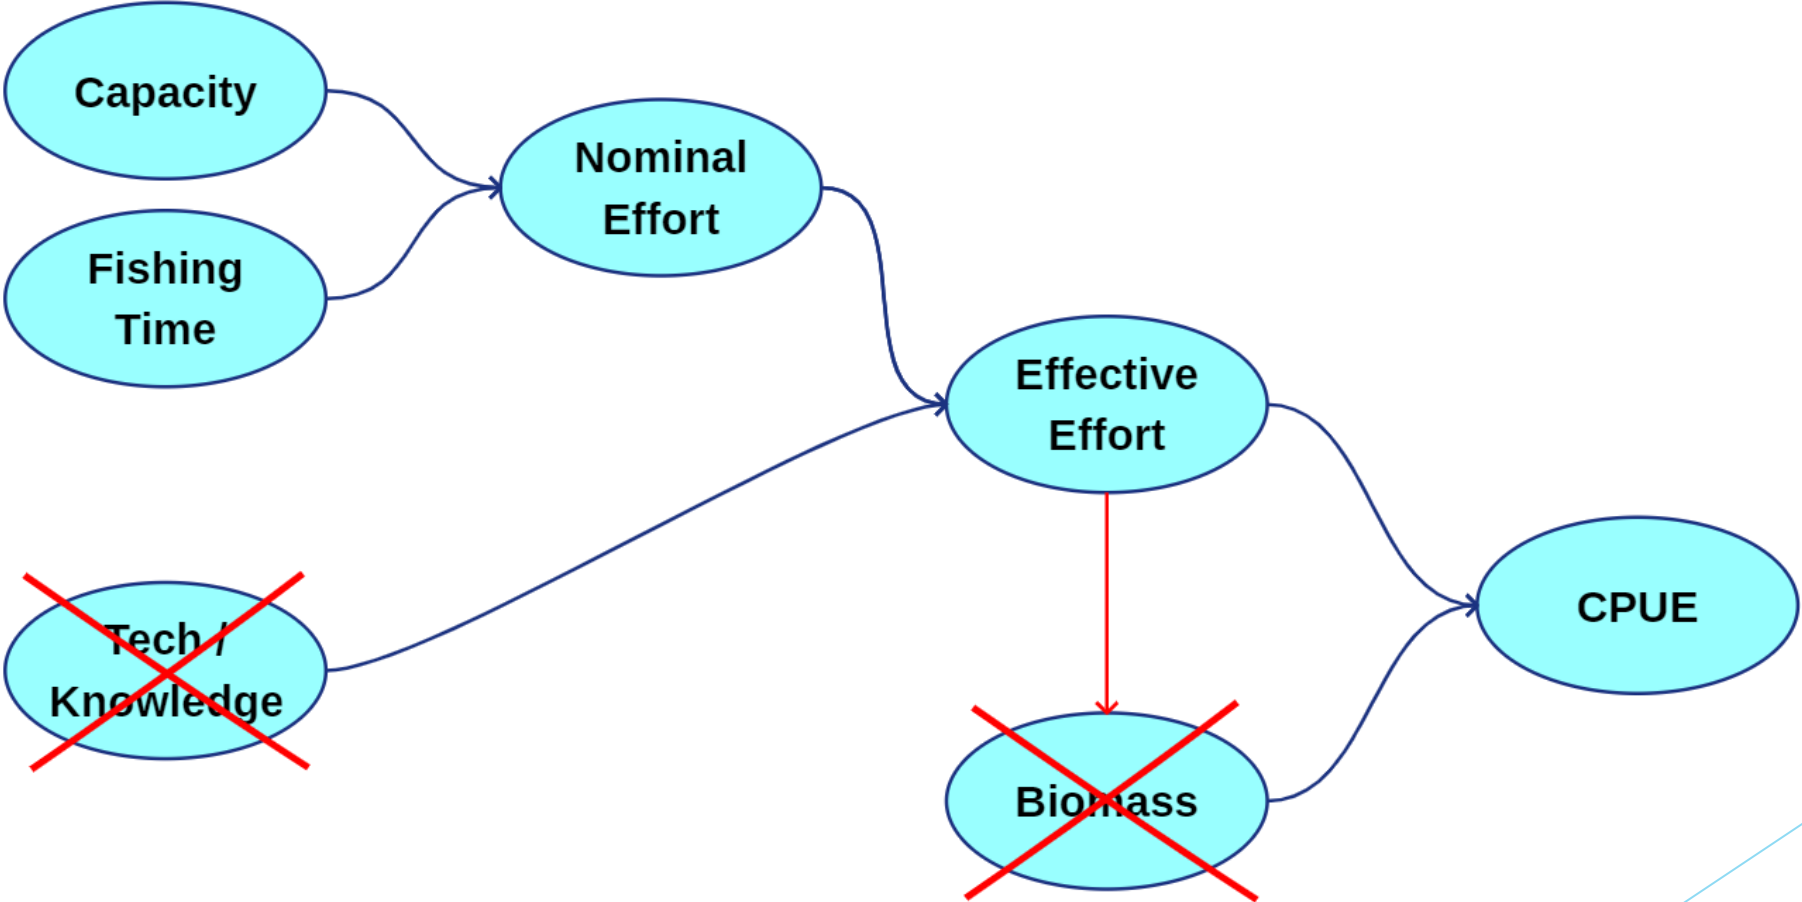 Capacity
Nominal
Effort
Fishing
Time
Effective
Effort
CPUE
Tech /
Knowledge
Biomass